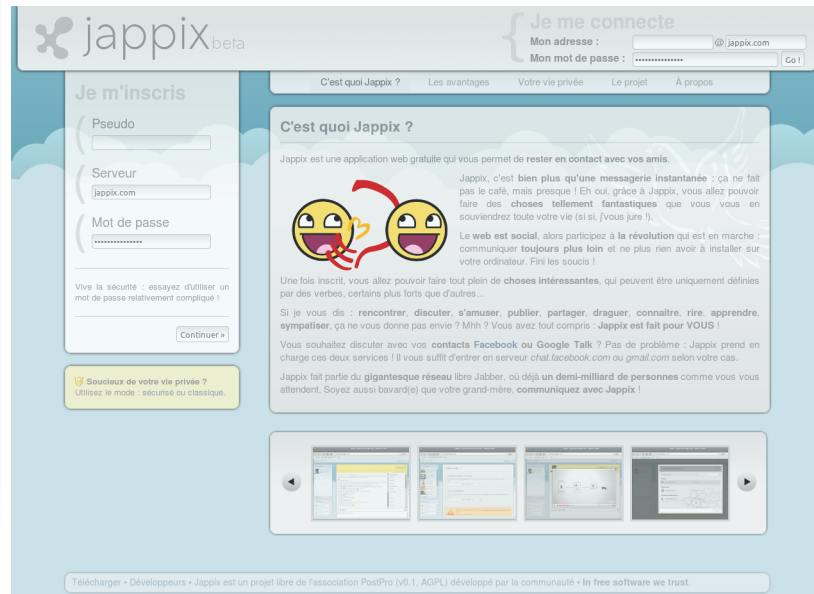 jappix beta
Je me connecte
Mon adresse : @ jappix.com
Mon mot de passe : •••••••••••••••• Go !
C'est quoi Jappix ? Les avantages Votre vie privée Le projet À propos
Je m'inscris
Pseudo
Serveur
jappix.com
Mot de passe
•••••••••••••••
Vive la sécurité : essayez d'utiliser un
mot de passe relativement compliqué !
Continuer »
Soucieux de votre vie privée ?
Utilisez le mode : sécurisé ou classique.
C'est quoi Jappix ?
Jappix est une application web gratuite qui vous permet de rester en contact avec vos amis.
Jappix, c'est bien plus qu'une messagerie instantanée : ça ne fait
pas le café, mais presque ! Eh oui, grâce à Jappix, vous allez pouvoir
faire des choses tellement fantastiques que vous vous en
souviendrez toute votre vie (si si, j'vous jure !).
Le web est social, alors participez à la révolution qui est en marche :
communiquer toujours plus loin et ne plus rien avoir à installer sur
votre ordinateur. Fini les soucis !
Une fois inscrit, vous allez pouvoir faire tout plein de choses intéressantes, qui peuvent être uniquement définies
par des verbes, certains plus forts que d'autres...
Si je vous dis : rencontrer, discuter, s'amuser, publier, partager, draguer, connaître, rire, apprendre,
sympatiser, ça ne vous donne pas envie ? Mhh ? Vous avez tout compris : Jappix est fait pour VOUS !
Vous souhaitez discuter avec vos contacts Facebook ou Google Talk ? Pas de problème : Jappix prend en
charge ces deux services ! Il vous suffit d'entrer en serveur chat.facebook.com ou gmail.com selon votre cas.
Jappix fait partie du gigantesque réseau libre Jabber, où déjà un demi-milliard de personnes comme vous vous
attendent. Soyez aussi bavard(e) que votre grand-mère, communiquez avec Jappix !
Télécharger • Développeurs • Jappix est un projet libre de l'association PostPro (v0.1, AGPL) développé par la communauté • In free software we trust.